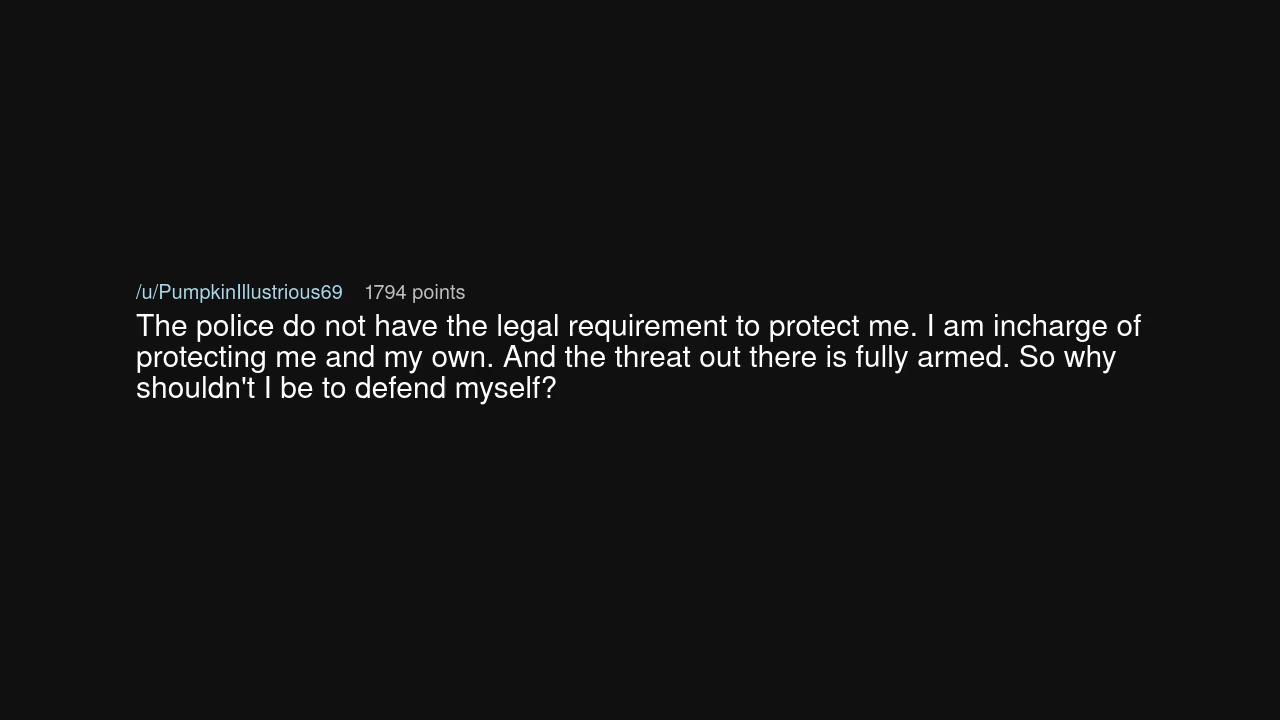 /u/PumpkinIllustrious69 1794 points
The police do not have the legal requirement to protect me. I am incharge of
protecting me and my own. And the threat out there is fully armed. So why
shouldn't I be to defend myself?